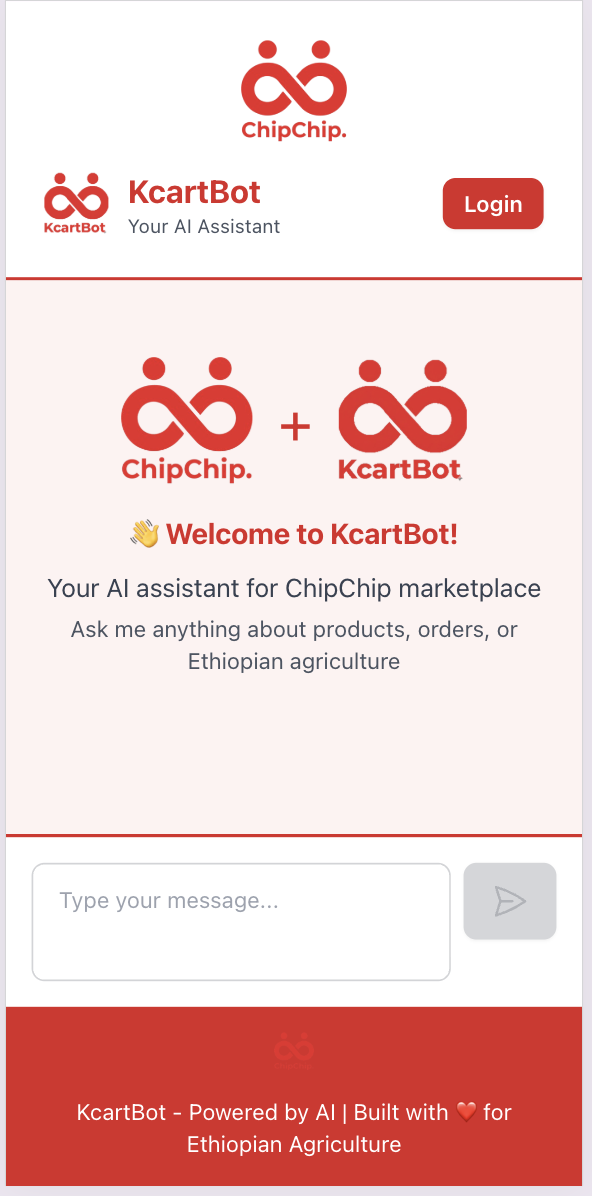 ChipChip.
KcartBot
KcartBot
Your AI Assistant
Login
ChipChip.
+
KcartBot
👋 Welcome to KcartBot!
Your AI assistant for ChipChip marketplace
Ask me anything about products, orders, or
Ethiopian agriculture
Type your message...
KcartBot - Powered by AI | Built with ❤️ for
Ethiopian Agriculture